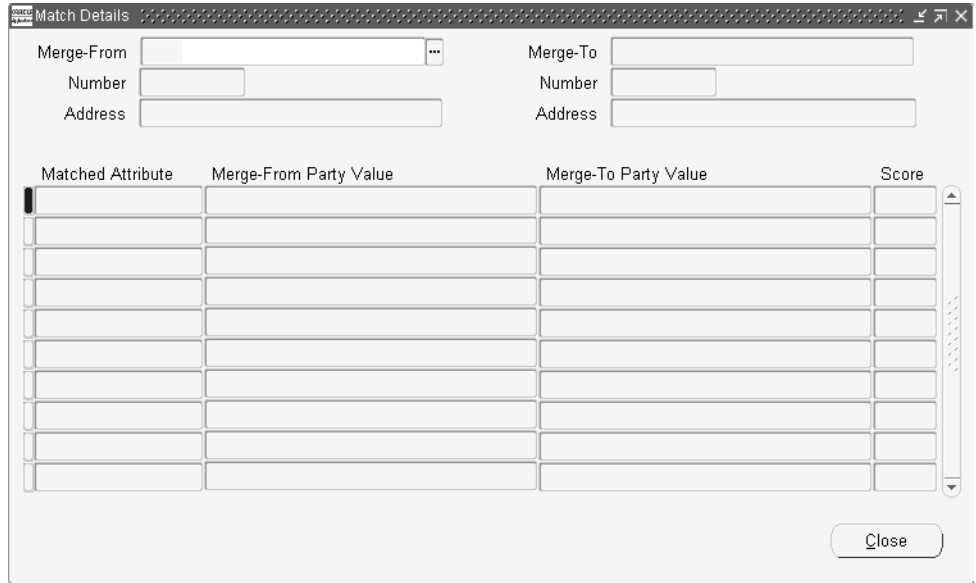 ORACLE
Match Details
Merge-From ... Merge-To
Number Number
Address Address
Matched Attribute Merge-From Party Value Merge-To Party Value Score
Close